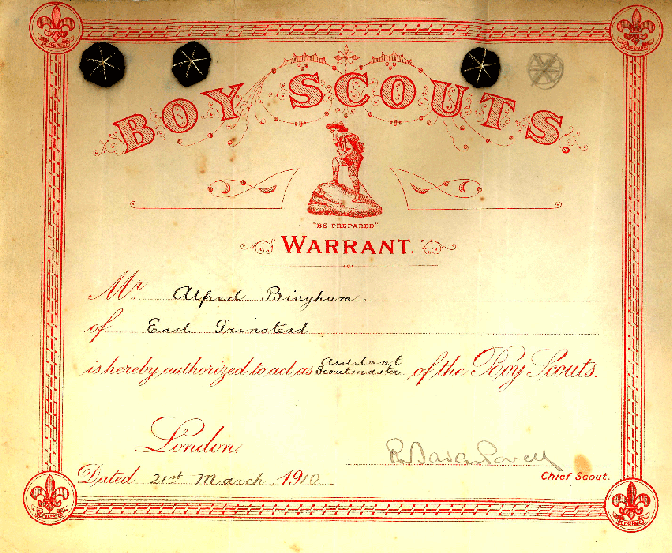 BOY SCOUTS.
"BE PREPARED"
WARRANT.
Mr Alfred Bingham.
of East Grinstead
is hereby authorized to act as Assistant Scoutmaster of the Boy Scouts.
London
R Baden Powell
Dated 21st March 1910
Chief Scout.